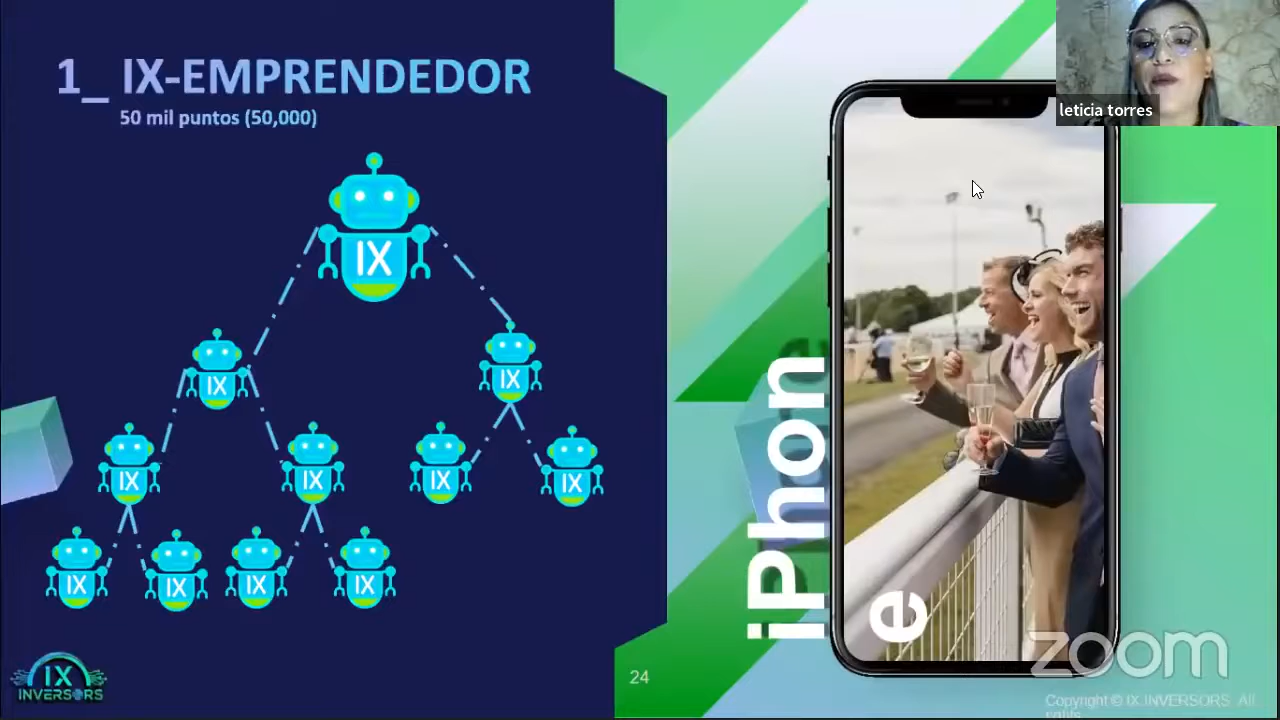 1_ IX-EMPRENDEDOR
50 mil puntos (50,000)
leticia torres
IX
IX
IX
IX
IX
IX
IX
IX
IX
IX
IX
iPhon
e
zoom
IX
INVERSORS
24
Copyright © IX INVERSORS All